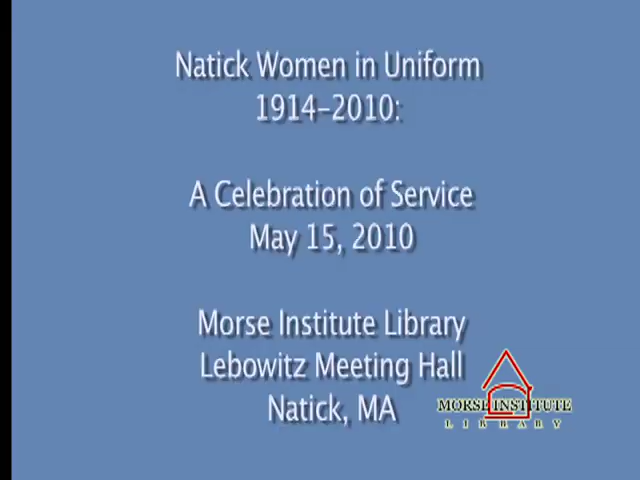 Natick Women in Uniform
1914–2010:
A Celebration of Service
May 15, 2010
Morse Institute Library
Lebowitz Meeting Hall
Natick, MA
MORSE INSTITUTE
LIBRARY